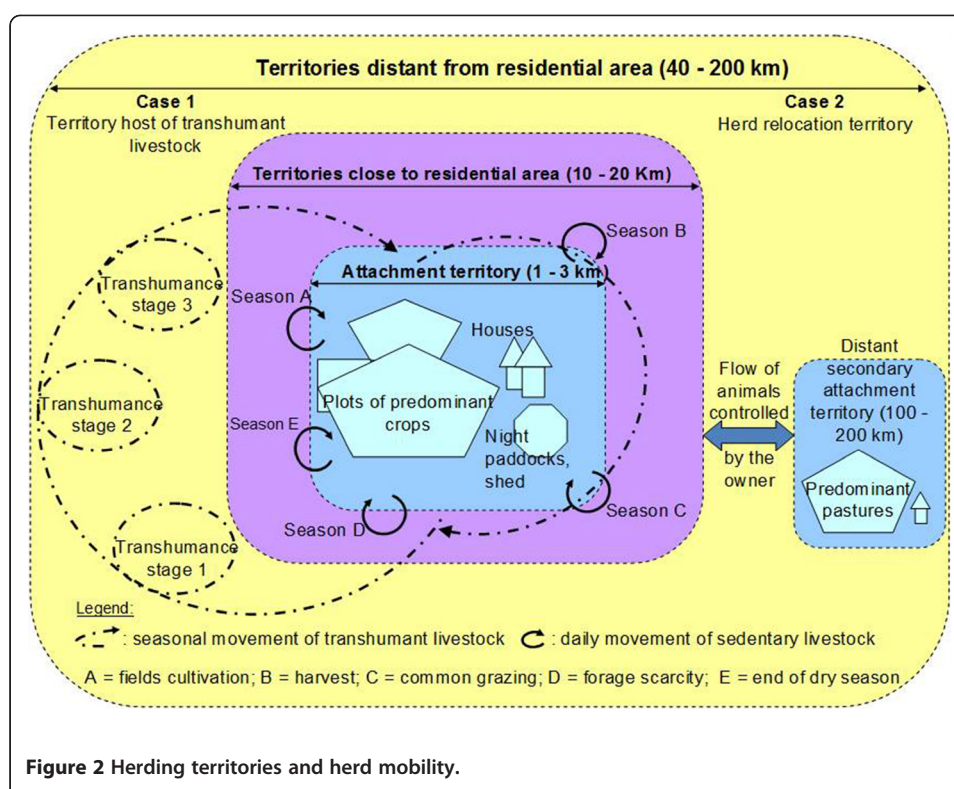 Territories distant from residential area (40 - 200 km)
Case 1
Territory host of transhumant
livestock
Case 2
Herd relocation territory
Territories close to residential area (10 - 20 Km)
Season B
Attachment territory (1 - 3 km)
Season A
Transhumance
stage 3
Houses
Distant
secondary
attachment
territory (100 -
200 km)
Flow of
animals
controlled
by the
owner
Transhumance
stage 2
Plots of predominant
crops
Season E
Night
paddocks,
shed
Predominant
pastures
Season D
Season C
Transhumance
stage 1
Legend:
: seasonal movement of transhumant livestock
: daily movement of sedentary livestock
A = fields cultivation; B = harvest; C = common grazing; D = forage scarcity; E = end of dry season
Figure 2 Herding territories and herd mobility.